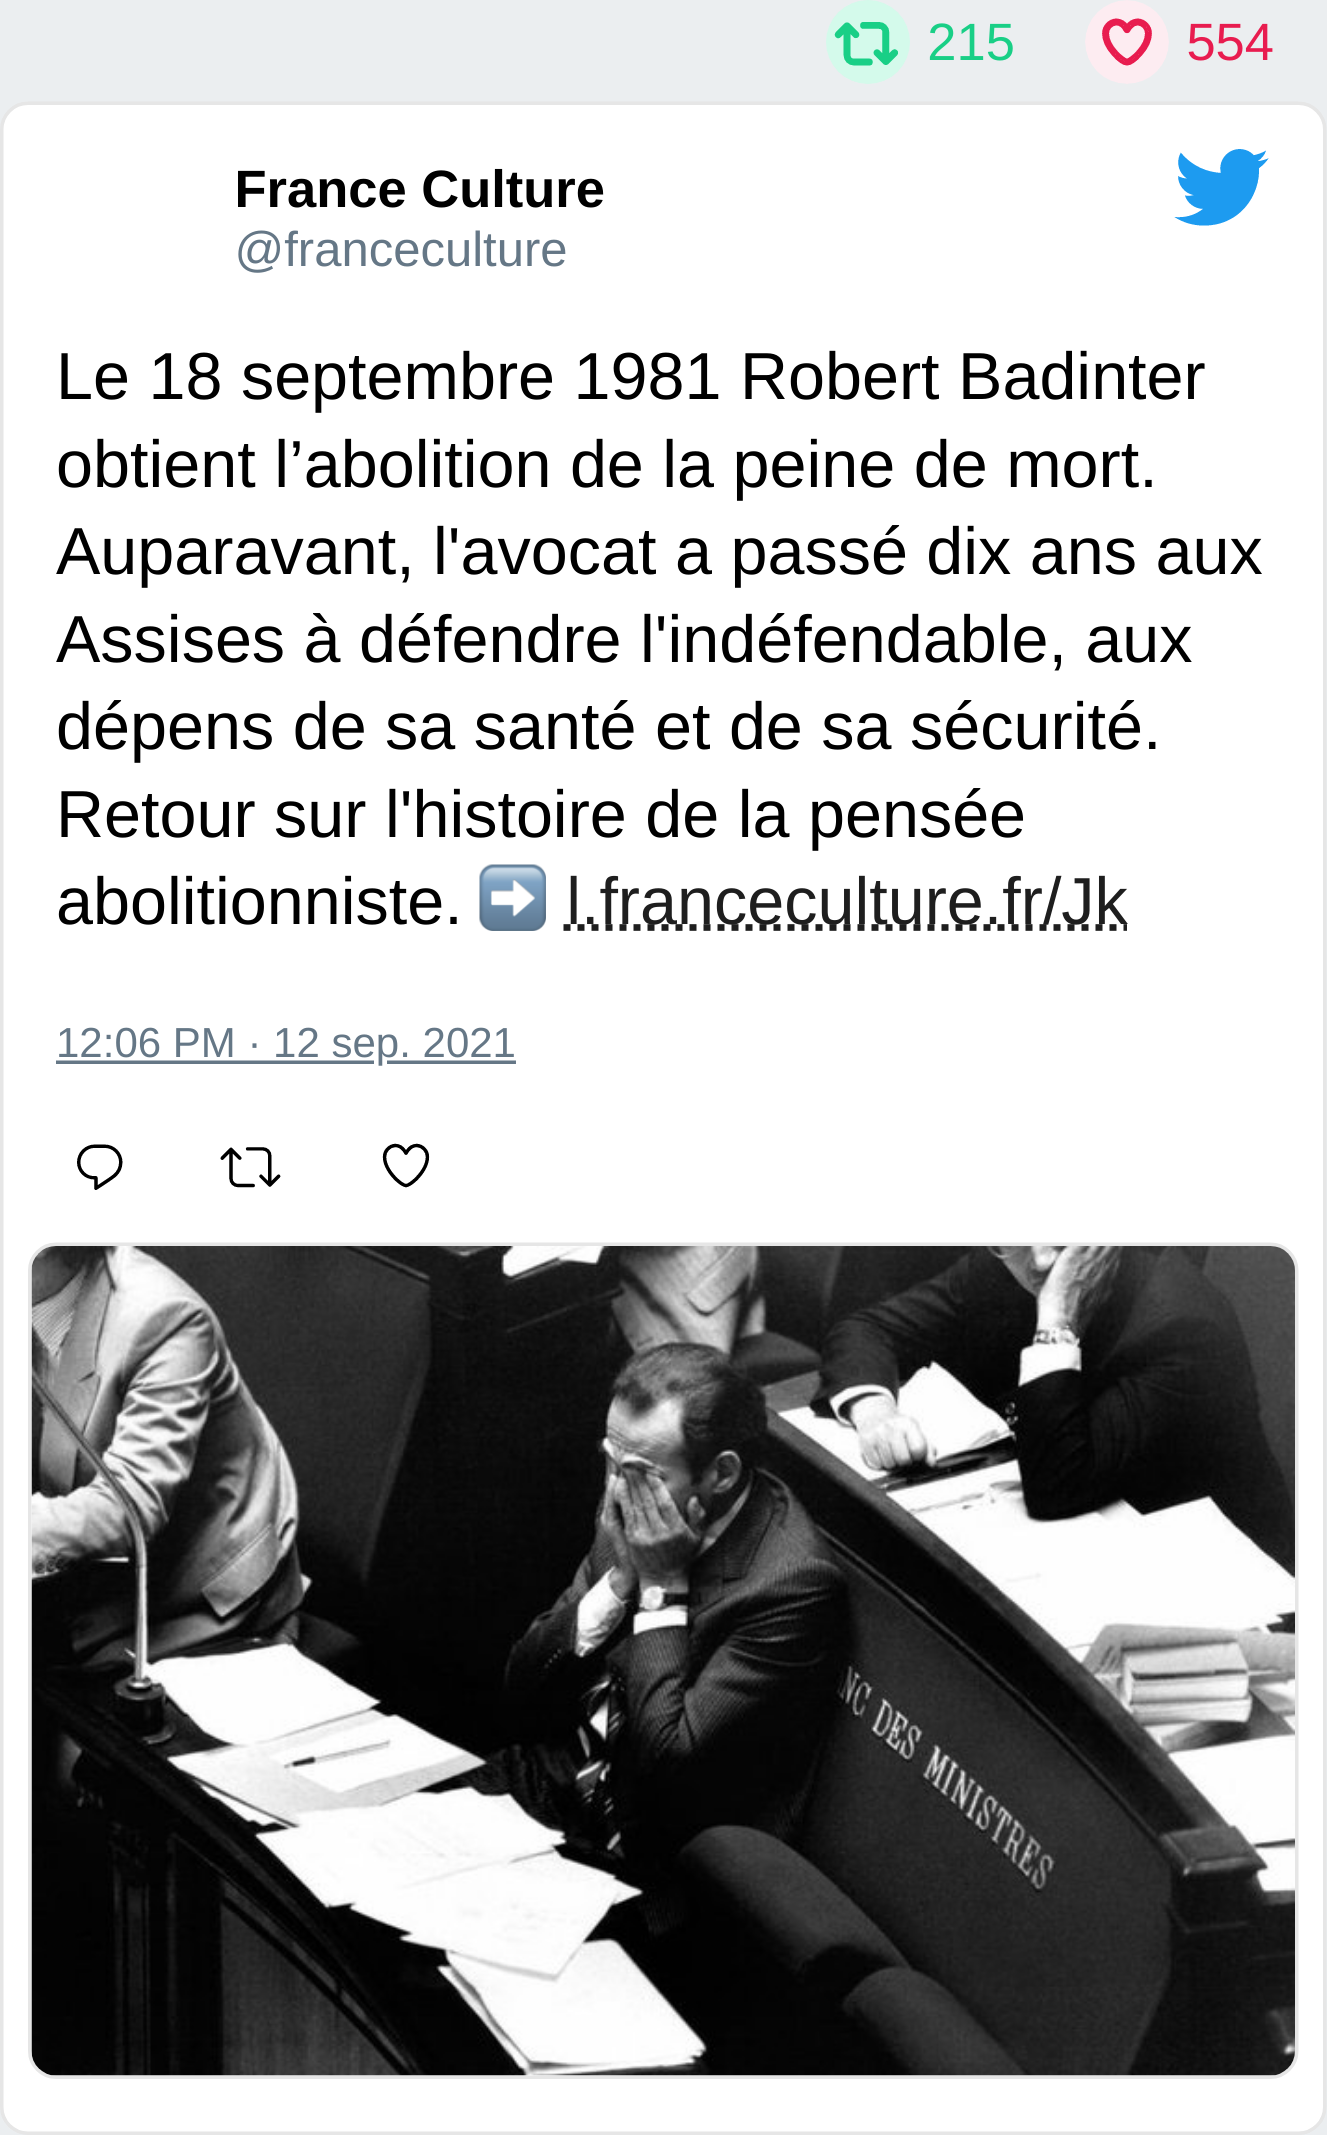 215 554
France Culture
@franceculture
Le 18 septembre 1981 Robert Badinter
obtient l’abolition de la peine de mort.
Auparavant, l'avocat a passé dix ans aux
Assises à défendre l'indéfendable, aux
dépens de sa santé et de sa sécurité.
Retour sur l'histoire de la pensée
abolitionniste. ➡️ l.franceculture.fr/Jk
12:06 PM · 12 sep. 2021
NC DES MINISTRES